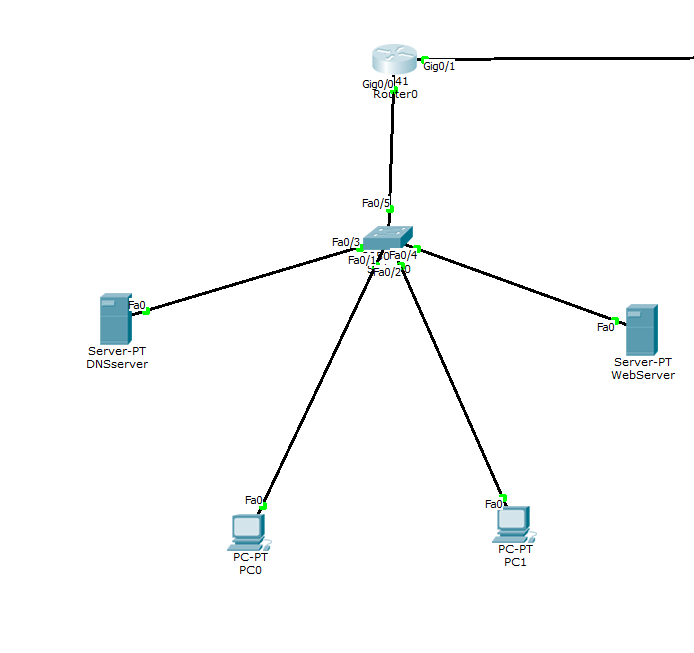 Gig0/1
Gig0/0
41
Router0
Fa0/5
Fa0/3
Fa0/4
Fa0/1
Fa0/2
Fa0
Server-PT
DNSserver
Fa0
Server-PT
WebServer
Fa0
PC-PT
PC0
Fa0
PC-PT
PC1